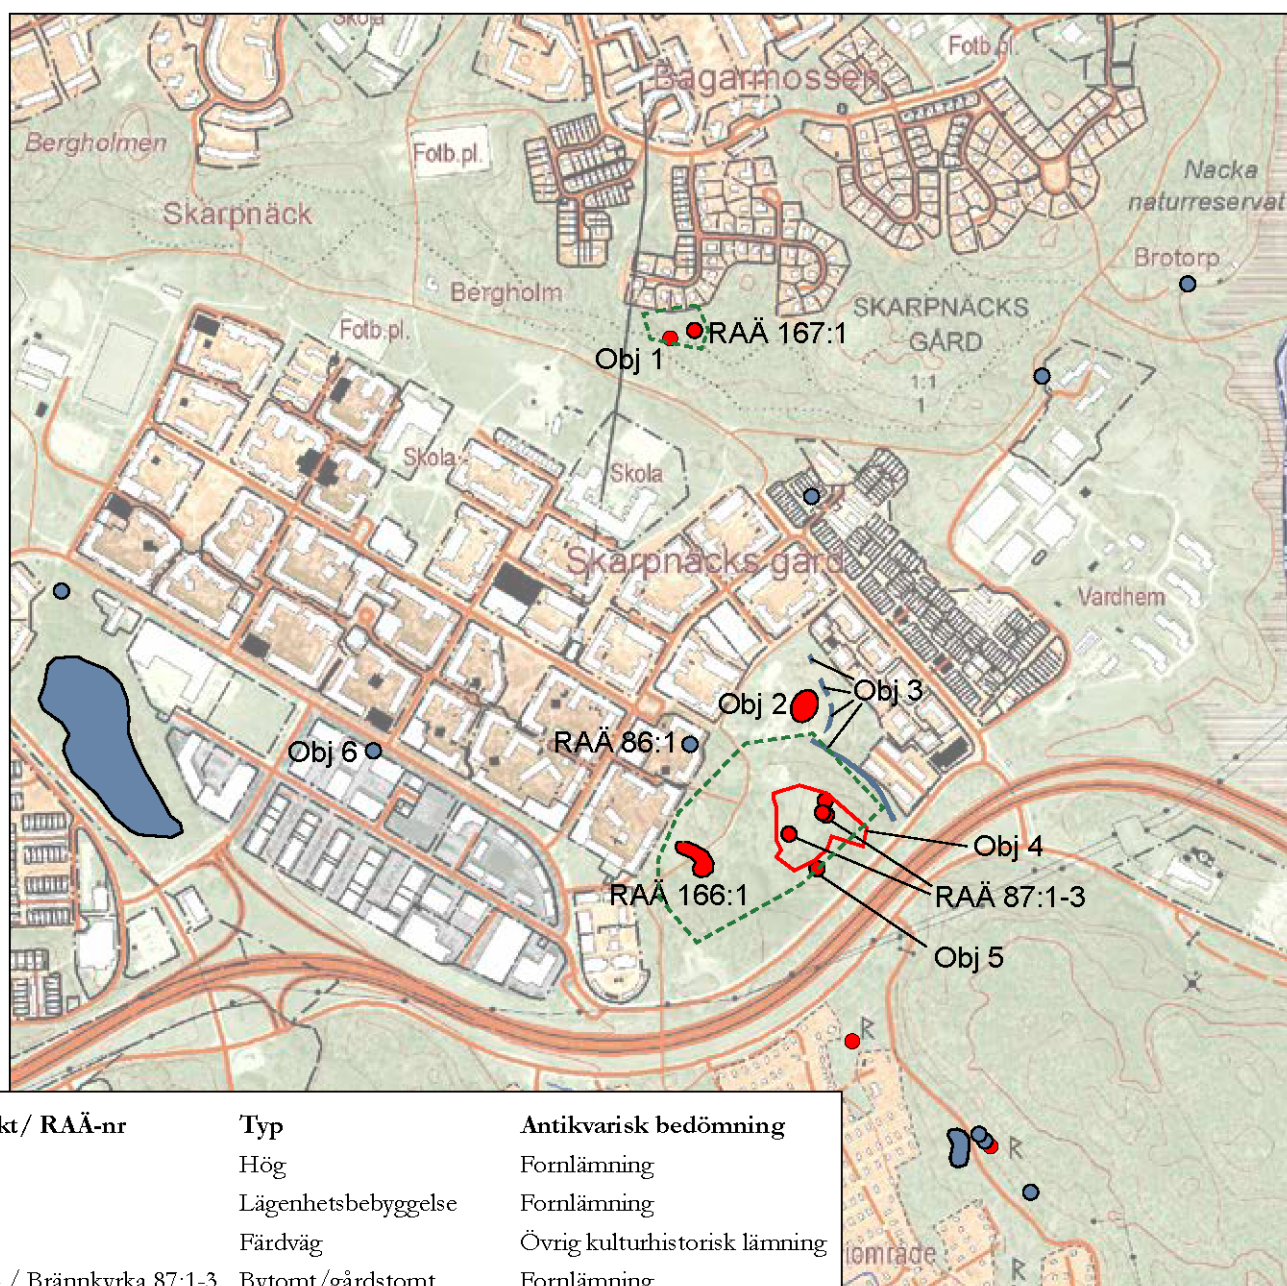 Skola
Fotb.pl.
Bagarmossen
Bergholmen
Fotb.pl.
Nacka
naturreservat
Skarpnäck
Brotorp
Bergholm
SKARPNÄCKS
GÅRD
Fotb.pl.
RAÄ 167:1
Obj 1
1:1
1
Skola
Skola
Skarpnäcks gård
Vårdhem
Obj 3
Obj 2
RAÄ 86:1
Obj 6
Obj 4
RAÄ 166:1
RAÄ 87:1-3
Obj 5
R
R
R
kt/ RAÄ-nr Typ Antikvarisk bedömning
Hög Fornlämning
Lägenhetsbebyggelse Fornlämning
Färdväg Övrig kulturhistorisk lämning
/ Brännkyrka 87:1-3 Bytomt/gårdstomt Fornlämning
iområde